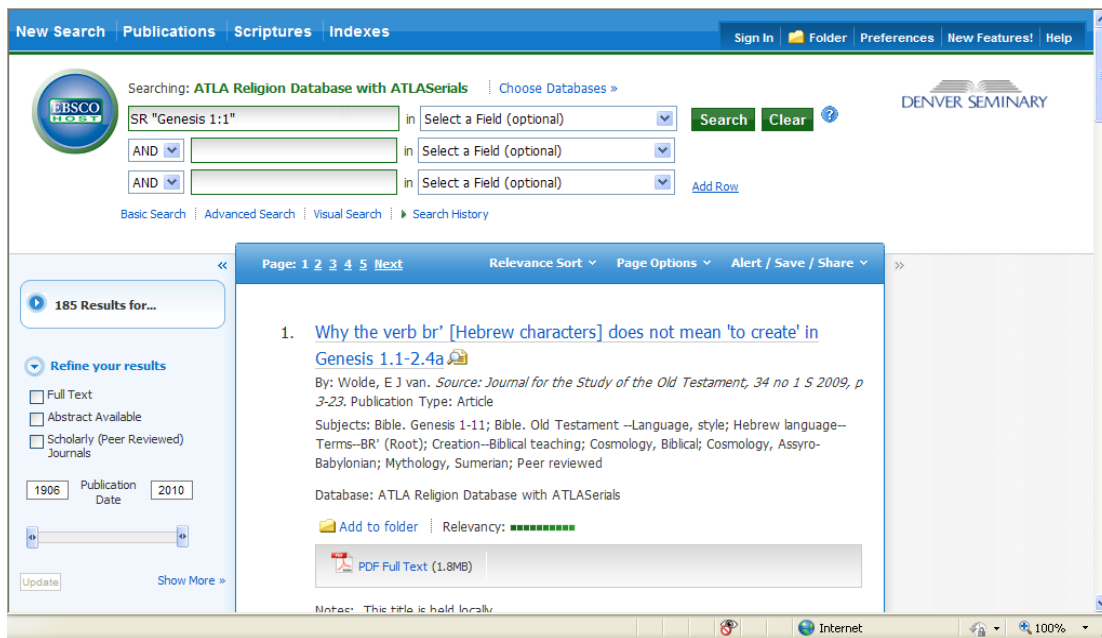 New Search Publications Scriptures Indexes
Sign In Folder Preferences New Features! Help
Searching: ATLA Religion Database with ATLASerials Choose Databases »
EBSCO
HOST
SR "Genesis 1:1" in Select a Field (optional) Search Clear ?
AND in Select a Field (optional)
AND in Select a Field (optional) Add Row
DENVER SEMINARY
Basic Search Advanced Search Visual Search Search History
«
Page: 1 2 3 4 5 Next Relevance Sort Page Options Alert / Save / Share
»
185 Results for...
Refine your results
Full Text
Abstract Available
Scholarly (Peer Reviewed)
Journals
1906 Publication Date 2010
Update Show More »
1. Why the verb br' [Hebrew characters] does not mean 'to create' in
Genesis 1.1-2.4a
By: Wolde, E J van. Source: Journal for the Study of the Old Testament, 34 no 1 S 2009, p
3-23. Publication Type: Article
Subjects: Bible. Genesis 1-11; Bible. Old Testament --Language, style; Hebrew language--
Terms--BR' (Root); Creation--Biblical teaching; Cosmology, Biblical; Cosmology, Assyro-
Babylonian; Mythology, Sumerian; Peer reviewed
Database: ATLA Religion Database with ATLASerials
Add to folder Relevancy:
PDF Full Text (1.8MB)
Notes: This title is held locally
Internet 100%